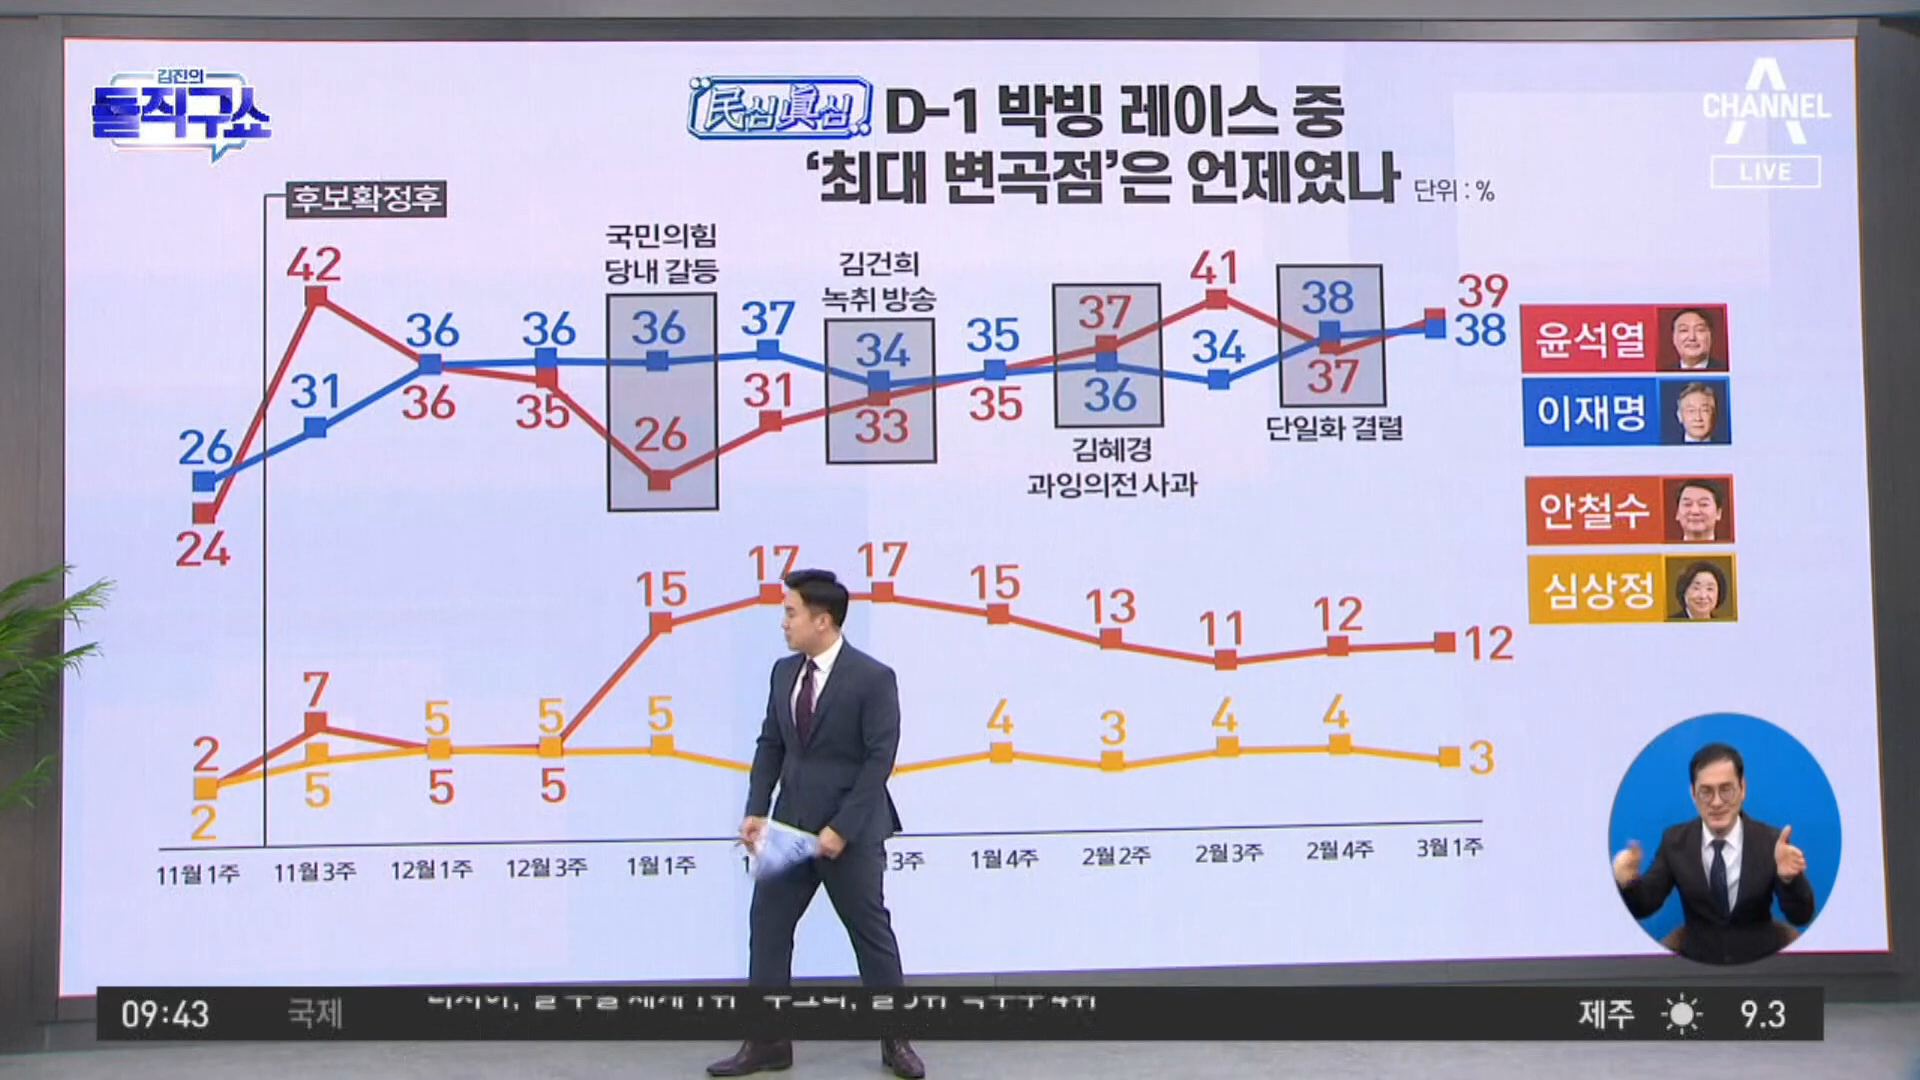 김진의
돌직구쇼
"民심眞심" D-1 박빙 레이스 중
'최대 변곡점'은 언제였나 단위 : %
CHANNEL A
LIVE
후보확정후
국민의힘
당내 갈등
김건희
녹취 방송
김혜경
과잉의전 사과
단일화 결렬
24 42 36 35 26 31 33 35 37 41 37 39
26 31 36 36 36 37 34 35 36 34 38 38
2 7 5 5 15 17 17 15 13 11 12 12
2 5 5 5 5 4 3 4 4 3
윤석열
이재명
안철수
심상정
11월 1주 11월 3주 12월 1주 12월 3주 1월 1주 3주 1월 4주 2월 2주 2월 3주 2월 4주 3월 1주
09:43 국제
제주 9.3